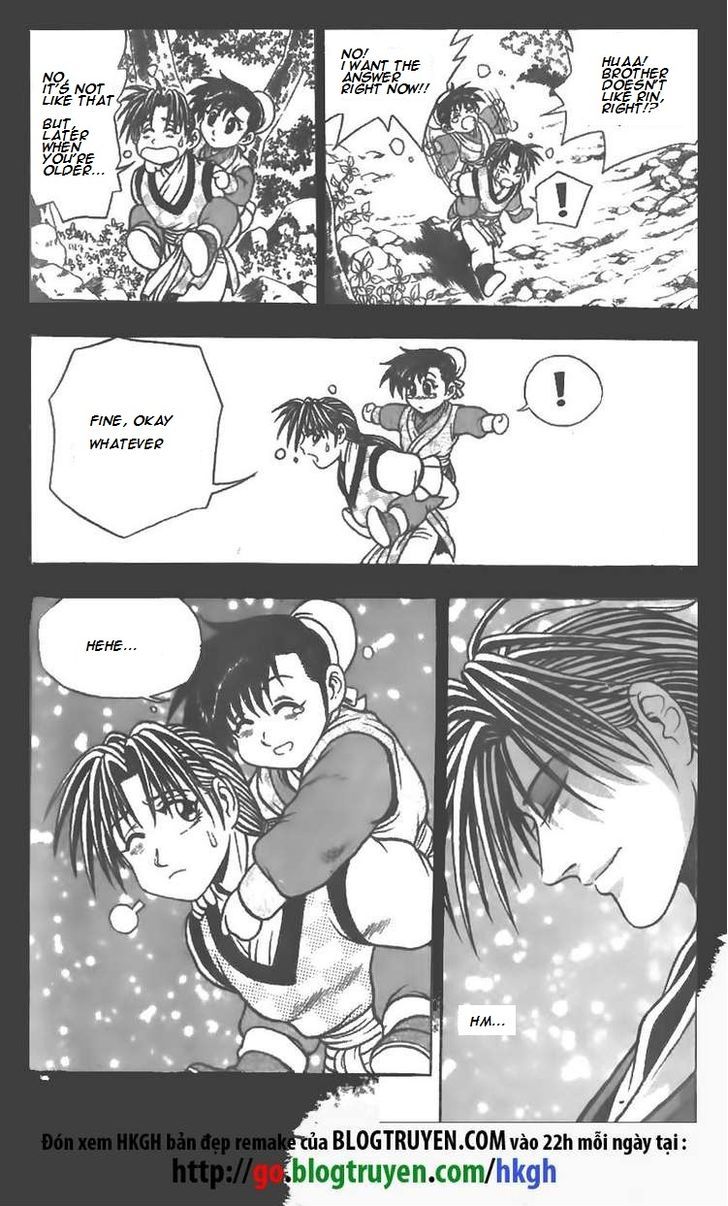 NO,
IT'S NOT
LIKE THAT
BUT,
LATER
WHEN
YOU'RE
OLDER...
NO!
I WANT THE
ANSWER
RIGHT NOW!!
HUAA!
BROTHER
DOESN'T
LIKE RIN,
RIGHT!?
!
FINE, OKAY
WHATEVER
!
HEHE...
HM...
Đón xem HKGH bản đẹp remake của BLOGTRUYEN.COM vào 22h mỗi ngày tại :
http://go.blogtruyen.com/hkgh